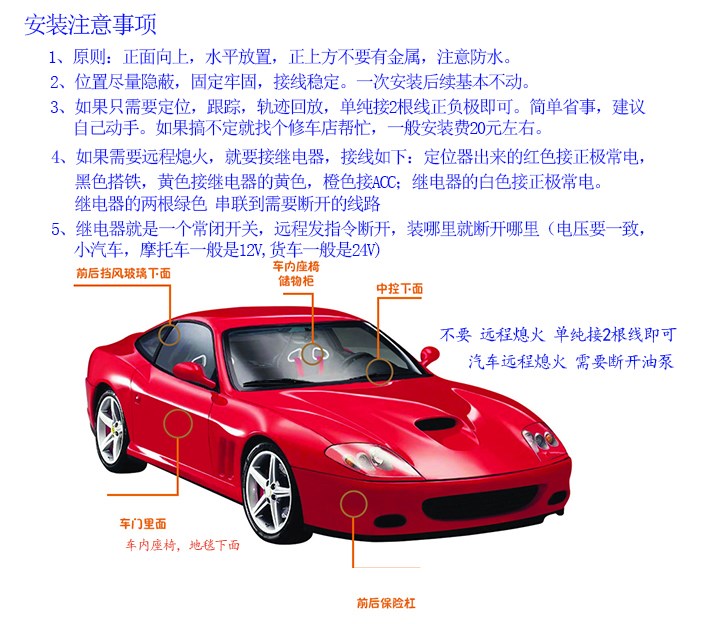 安装注意事项
1、原则：正面向上，水平放置，正上方不要有金属，注意防水。
2、位置尽量隐蔽，固定牢固，接线稳定。一次安装后续基本不动。
3、如果只需要定位，跟踪，轨迹回放，单纯接2根线正负极即可。简单省事，建议
自己动手。如果搞不定就找个修车店帮忙，一般安装费20元左右。
4、如果需要远程熄火，就要接继电器，接线如下：定位器出来的红色接正极常电，
黑色搭铁，黄色接继电器的黄色，橙色接ACC；继电器的白色接正极常电。
继电器的两根绿色 串联到需要断开的线路
5、继电器就是一个常闭开关，远程发指令断开，装哪里就断开哪里（电压要一致，
小汽车，摩托车一般是12V,货车一般是24V)
前后挡风玻璃下面
车内座椅
储物柜
中控下面
不要 远程熄火 单纯接2根线即可
汽车远程熄火 需要断开油泵
车门里面
车内座椅，地毯下面
前后保险杠